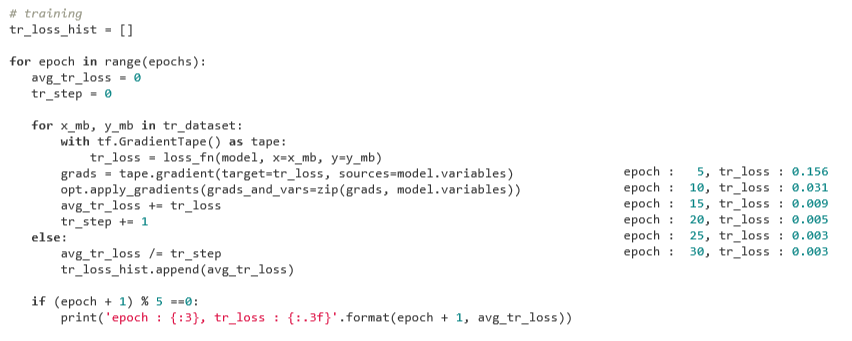 # training
tr_loss_hist = []
for epoch in range(epochs):
    avg_tr_loss = 0
    tr_step = 0
    for x_mb, y_mb in tr_dataset:
        with tf.GradientTape() as tape:
            tr_loss = loss_fn(model, x=x_mb, y=y_mb)
        grads = tape.gradient(target=tr_loss, sources=model.variables)
        opt.apply_gradients(grads_and_vars=zip(grads, model.variables))
        avg_tr_loss += tr_loss
        tr_step += 1
    else:
        avg_tr_loss /= tr_step
        tr_loss_hist.append(avg_tr_loss)
    if (epoch + 1) % 5 ==0:
        print('epoch : {:3}, tr_loss : {:.3f}'.format(epoch + 1, avg_tr_loss))
epoch :   5, tr_loss : 0.156
epoch :  10, tr_loss : 0.031
epoch :  15, tr_loss : 0.009
epoch :  20, tr_loss : 0.005
epoch :  25, tr_loss : 0.003
epoch :  30, tr_loss : 0.003